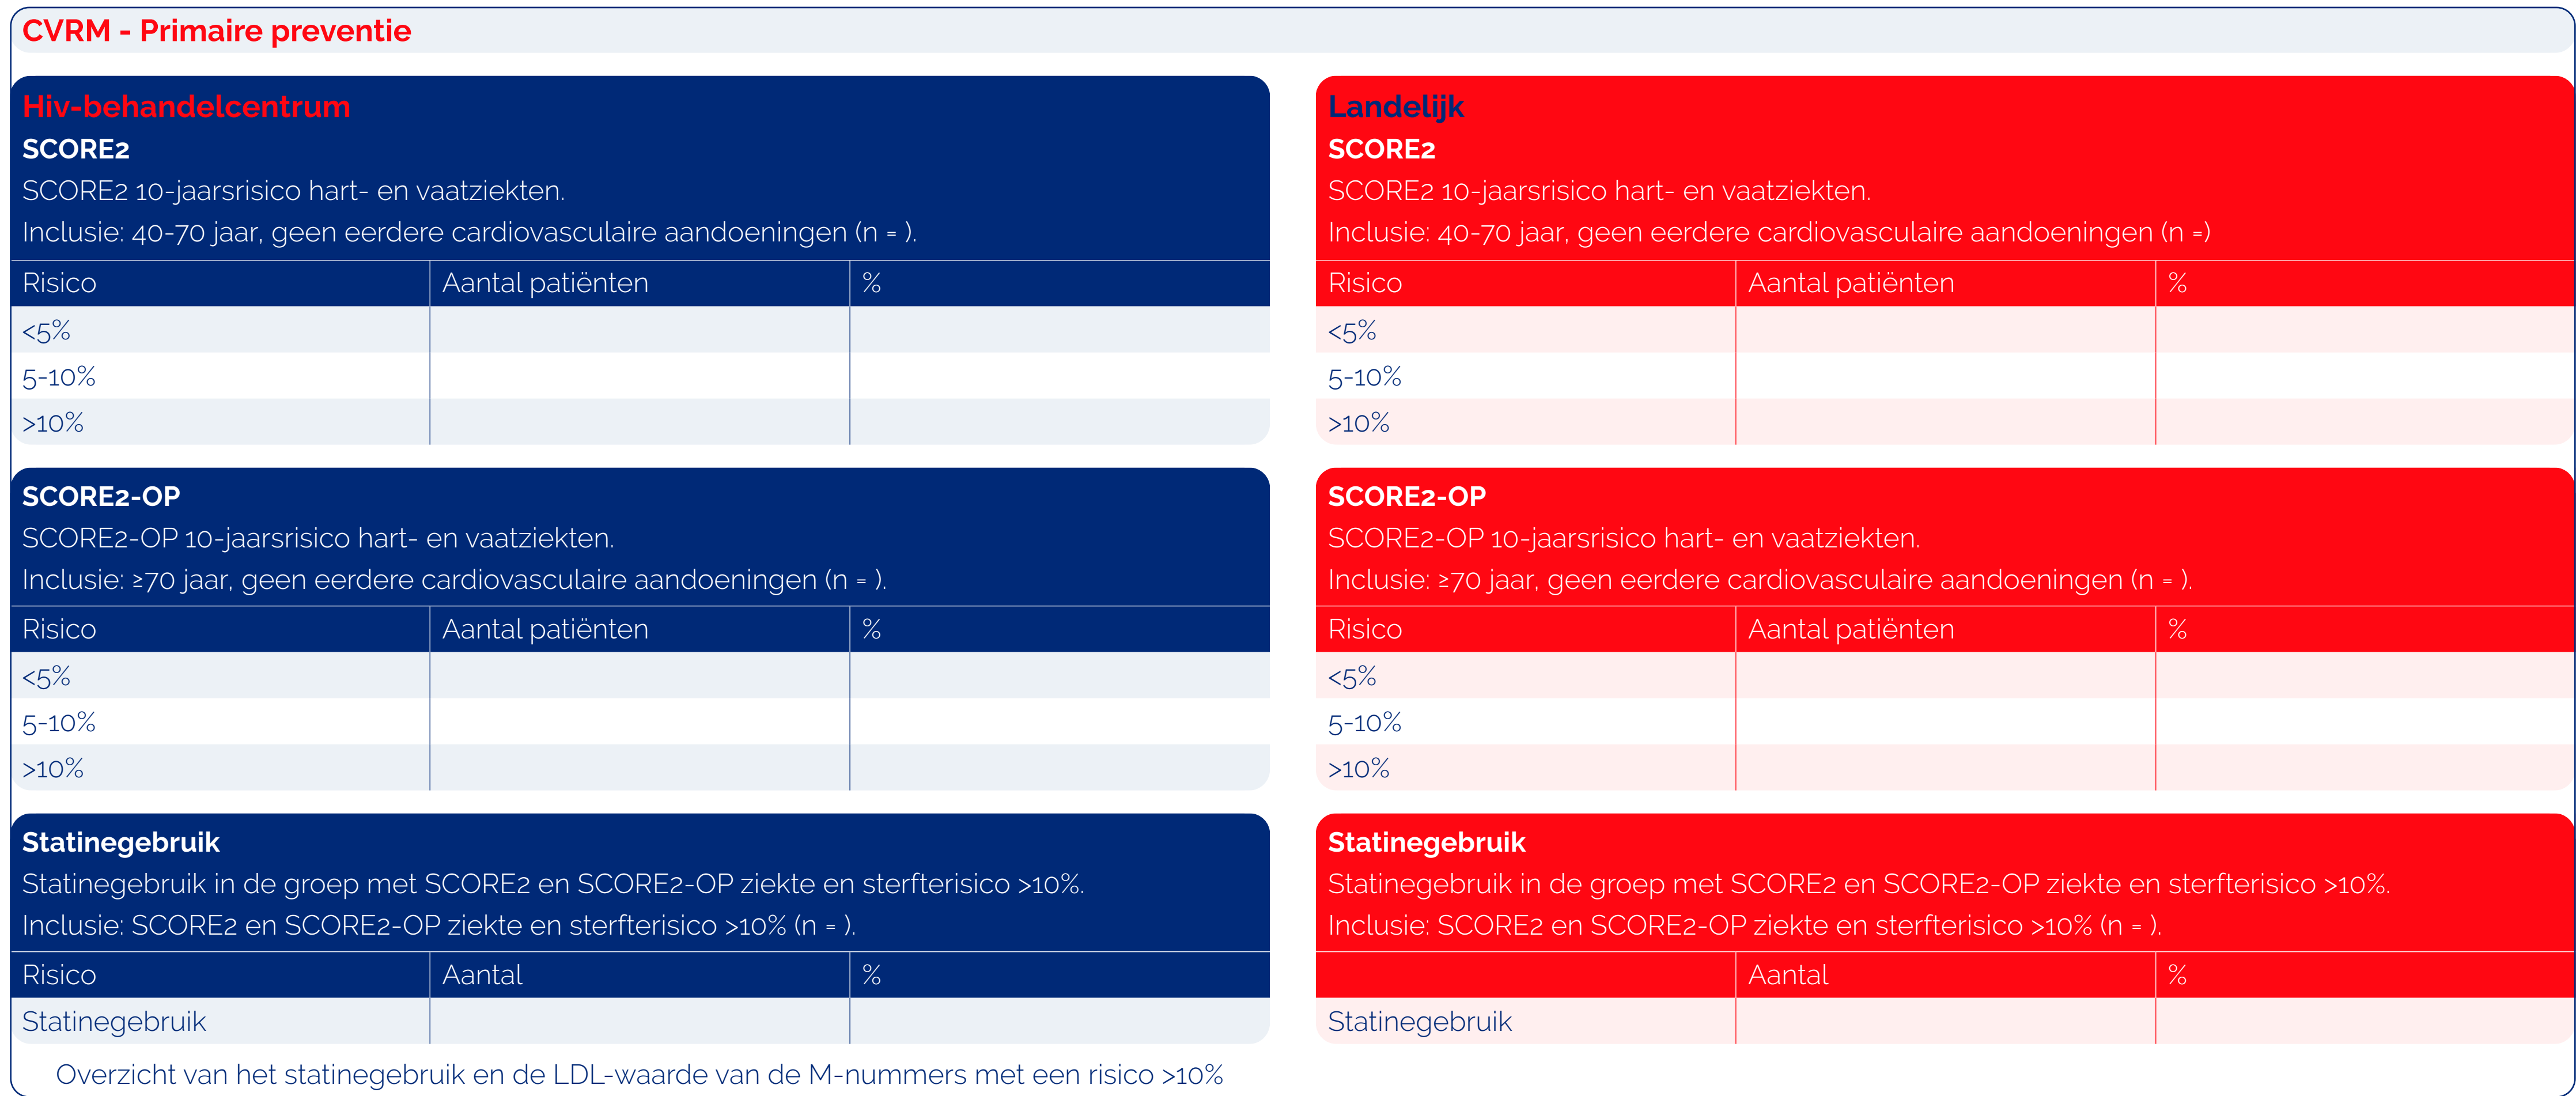 CVRM - Primaire preventie
Hiv-behandelcentrum
SCORE2
SCORE2 10-jaarsrisico hart- en vaatziekten.
Inclusie: 40-70 jaar, geen eerdere cardiovasculaire aandoeningen (n = ).
Risico Aantal patiënten %
<5%
5-10%
>10%
SCORE2-OP
SCORE2-OP 10-jaarsrisico hart- en vaatziekten.
Inclusie: ≥70 jaar, geen eerdere cardiovasculaire aandoeningen (n = ).
Risico Aantal patiënten %
<5%
5-10%
>10%
Statinegebruik
Statinegebruik in de groep met SCORE2 en SCORE2-OP ziekte en sterfterisico >10%.
Inclusie: SCORE2 en SCORE2-OP ziekte en sterfterisico >10% (n = ).
Risico Aantal %
Statinegebruik
Overzicht van het statinegebruik en de LDL-waarde van de M-nummers met een risico >10%
Landelijk
SCORE2
SCORE2 10-jaarsrisico hart- en vaatziekten.
Inclusie: 40-70 jaar, geen eerdere cardiovasculaire aandoeningen (n =)
Risico Aantal patiënten %
<5%
5-10%
>10%
SCORE2-OP
SCORE2-OP 10-jaarsrisico hart- en vaatziekten.
Inclusie: ≥70 jaar, geen eerdere cardiovasculaire aandoeningen (n = ).
Risico Aantal patiënten %
<5%
5-10%
>10%
Statinegebruik
Statinegebruik in de groep met SCORE2 en SCORE2-OP ziekte en sterfterisico >10%.
Inclusie: SCORE2 en SCORE2-OP ziekte en sterfterisico >10% (n = ).
Aantal %
Statinegebruik